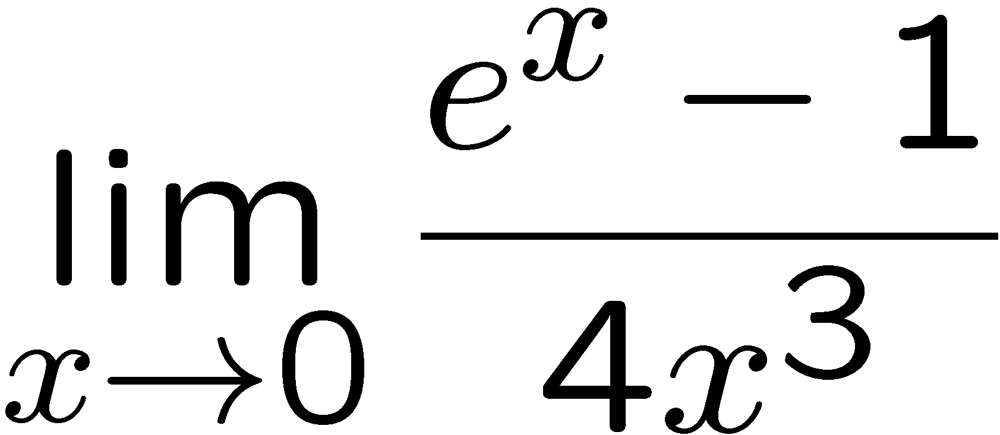 lim x→0 (e^x − 1)/(4x^3)